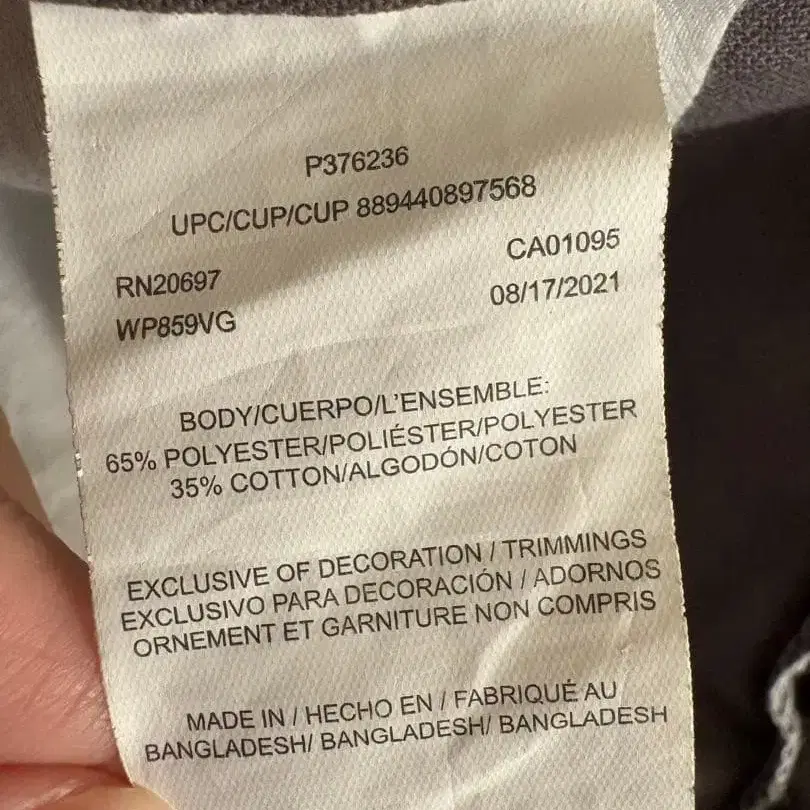 P376236
UPC/CUP/CUP 889440897568
RN20697 CA01095
WP859VG 08/17/2021
BODY/CUERPO/L'ENSEMBLE:
65% POLYESTER/POLIÉSTER/POLYESTER
35% COTTON/ALGODÓN/COTON
EXCLUSIVE OF DECORATION / TRIMMINGS
EXCLUSIVO PARA DECORACIÓN / ADORNOS
ORNEMENT ET GARNITURE NON COMPRIS
MADE IN / HECHO EN / FABRIQUÉ AU
BANGLADESH/ BANGLADESH/ BANGLADESH